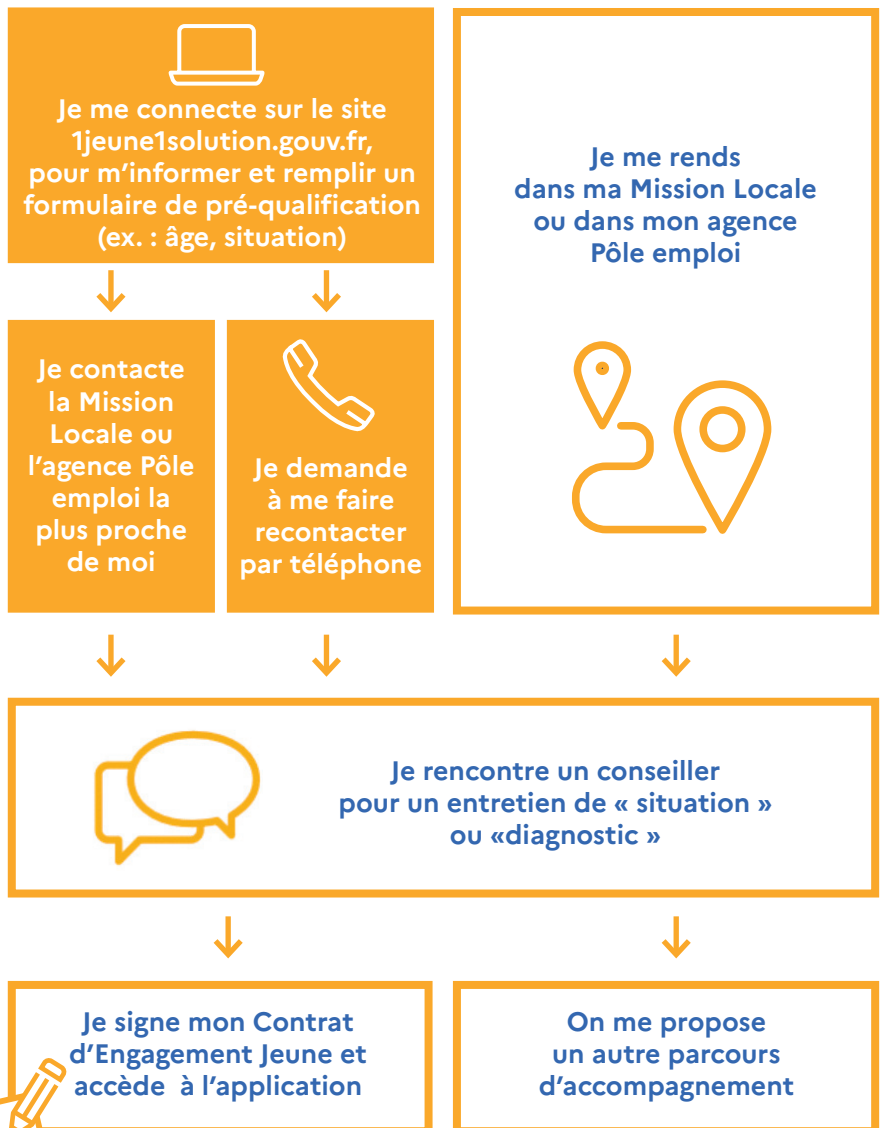 Je me connecte sur le site
1jeune1solution.gouv.fr,
pour m'informer et remplir un
formulaire de pré-qualification
(ex. : âge, situation)
Je me rends
dans ma Mission Locale
ou dans mon agence
Pôle emploi
Je contacte
la Mission
Locale ou
l'agence Pôle
emploi la
plus proche
de moi
Je demande
à me faire
recontacter
par téléphone
Je rencontre un conseiller
pour un entretien de « situation »
ou «diagnostic »
Je signe mon Contrat
d'Engagement Jeune et
accède à l'application
On me propose
un autre parcours
d'accompagnement